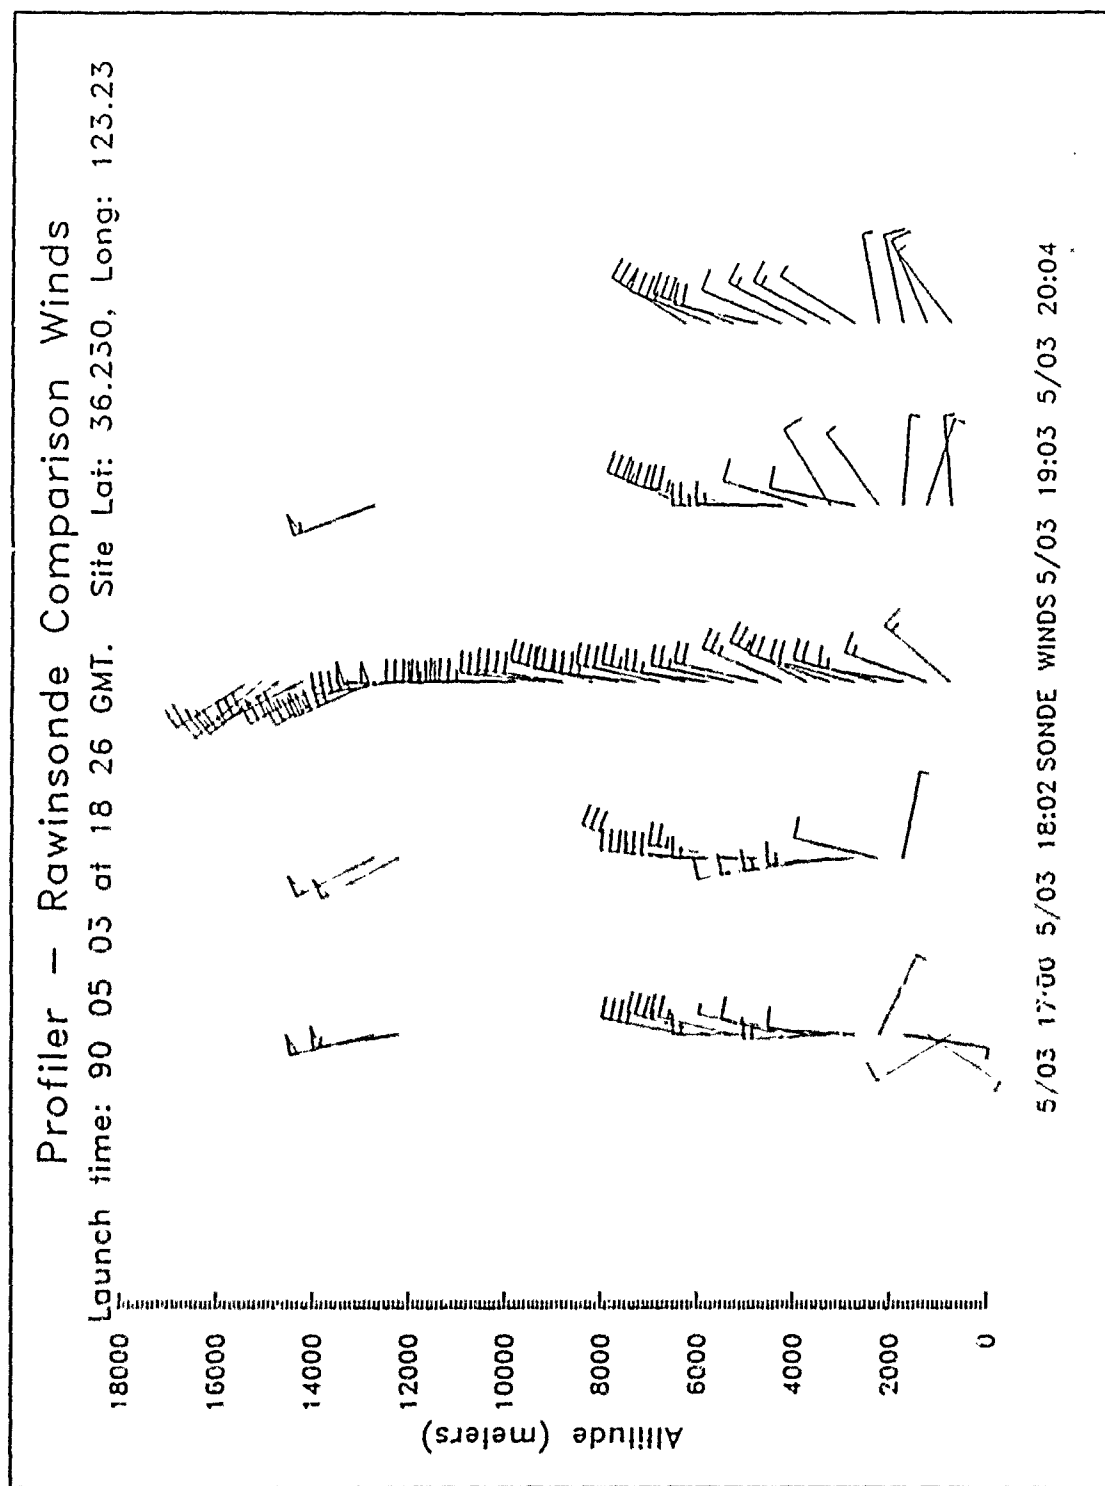 Profiler - Rawinsonde Comparison Winds
Launch time: 90 05 03 at 18 26 GMT. Site Lat: 36.230, Long: 123.23
18000
16000
14000
12000
10000
8000
6000
4000
2000
0
Altitude (meters)
5/03 17:00 5/03 18:02 SONDE WINDS 5/03 19:03 5/03 20:04